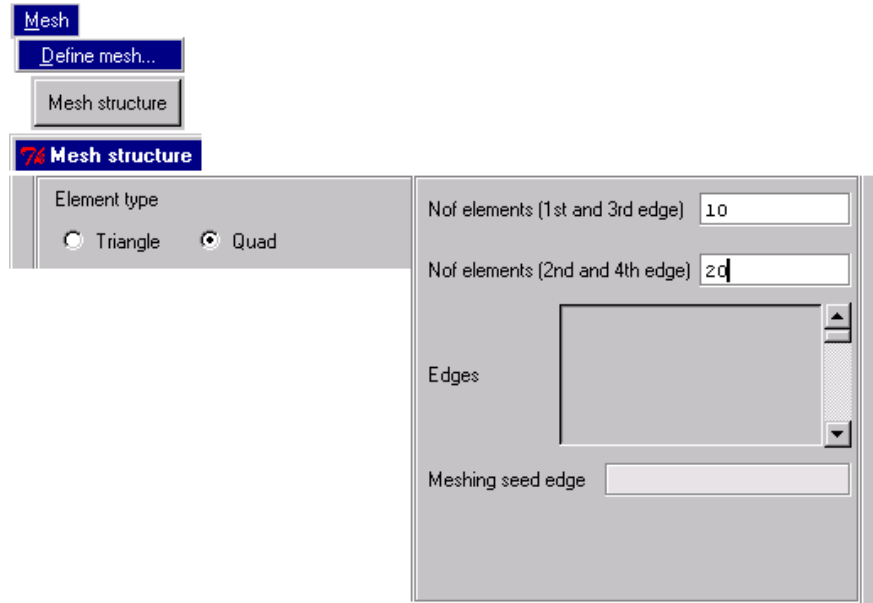 Mesh
Define mesh...
Mesh structure
Mesh structure
Element type
Triangle Quad
Nof elements (1st and 3rd edge) 10
Nof elements (2nd and 4th edge) 20
Edges
Meshing seed edge